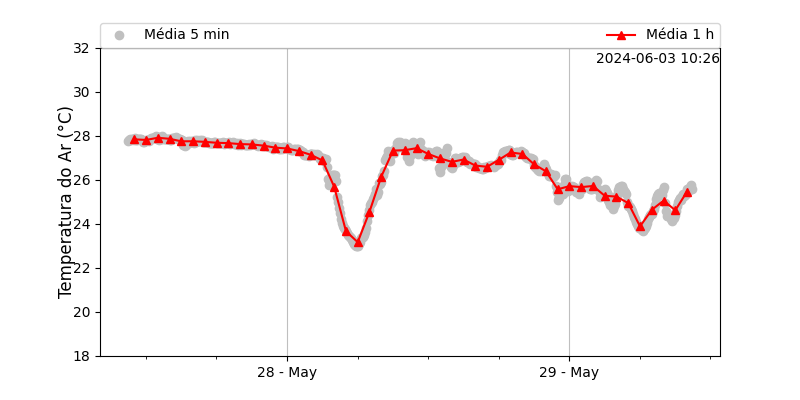 Média 5 min
Média 1 h
2024-06-03 10:26
Temperatura do Ar (°C)
32
30
28
26
24
22
20
18
28 - May
29 - May